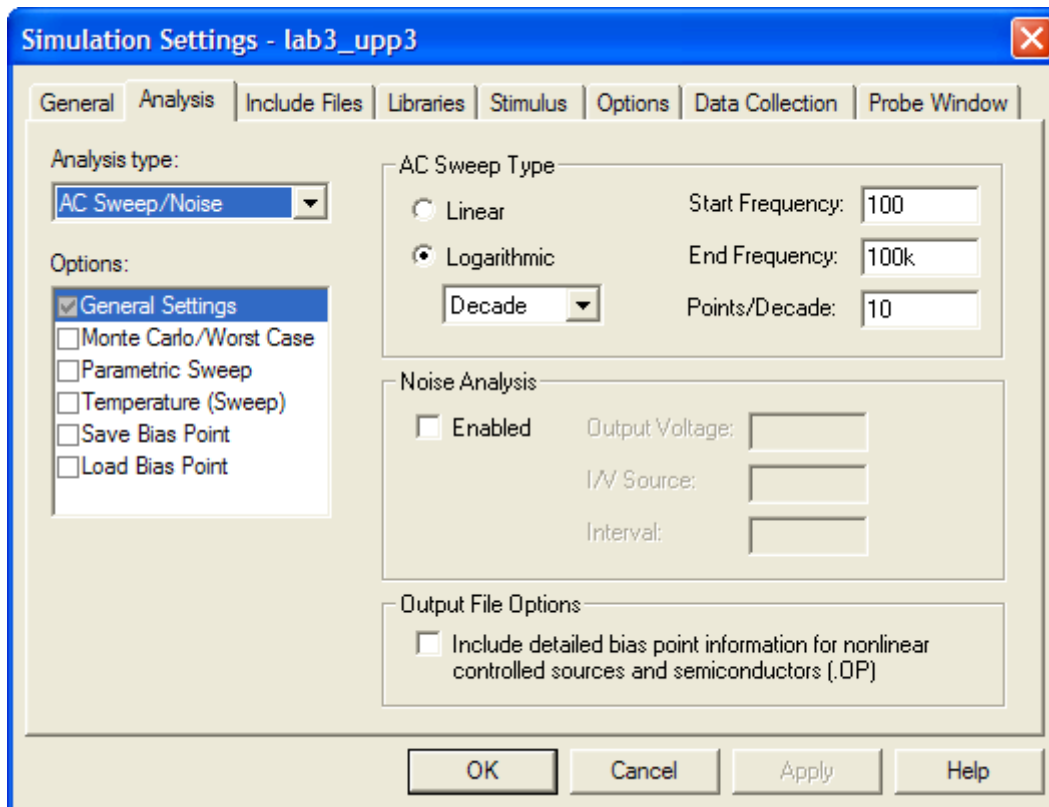 Simulation Settings - lab3_upp3
General Analysis Include Files Libraries Stimulus Options Data Collection Probe Window
Analysis type:
AC Sweep/Noise
Options:
General Settings
Monte Carlo/Worst Case
Parametric Sweep
Temperature (Sweep)
Save Bias Point
Load Bias Point
AC Sweep Type
Linear
Logarithmic
Decade
Start Frequency: 100
End Frequency: 100k
Points/Decade: 10
Noise Analysis
Enabled
Output Voltage:
I/V Source:
Interval:
Output File Options
Include detailed bias point information for nonlinear
controlled sources and semiconductors (.OP)
OK Cancel Apply Help